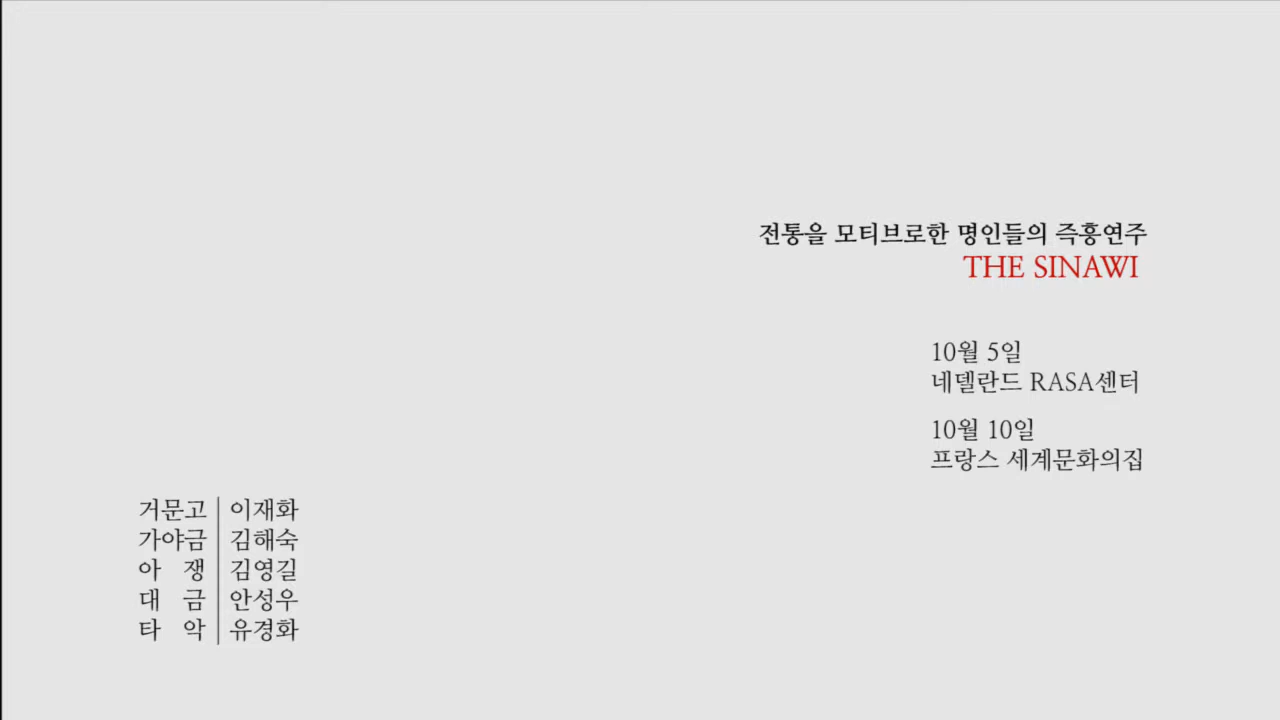 전통을 모티브로한 명인들의 즉흥연주
THE SINAWI
10월 5일
네델란드 RASA센터
10월 10일
프랑스 세계문화의집
거문고 이재화
가야금 김해숙
아 쟁 김영길
대 금 안성우
타 악 유경화